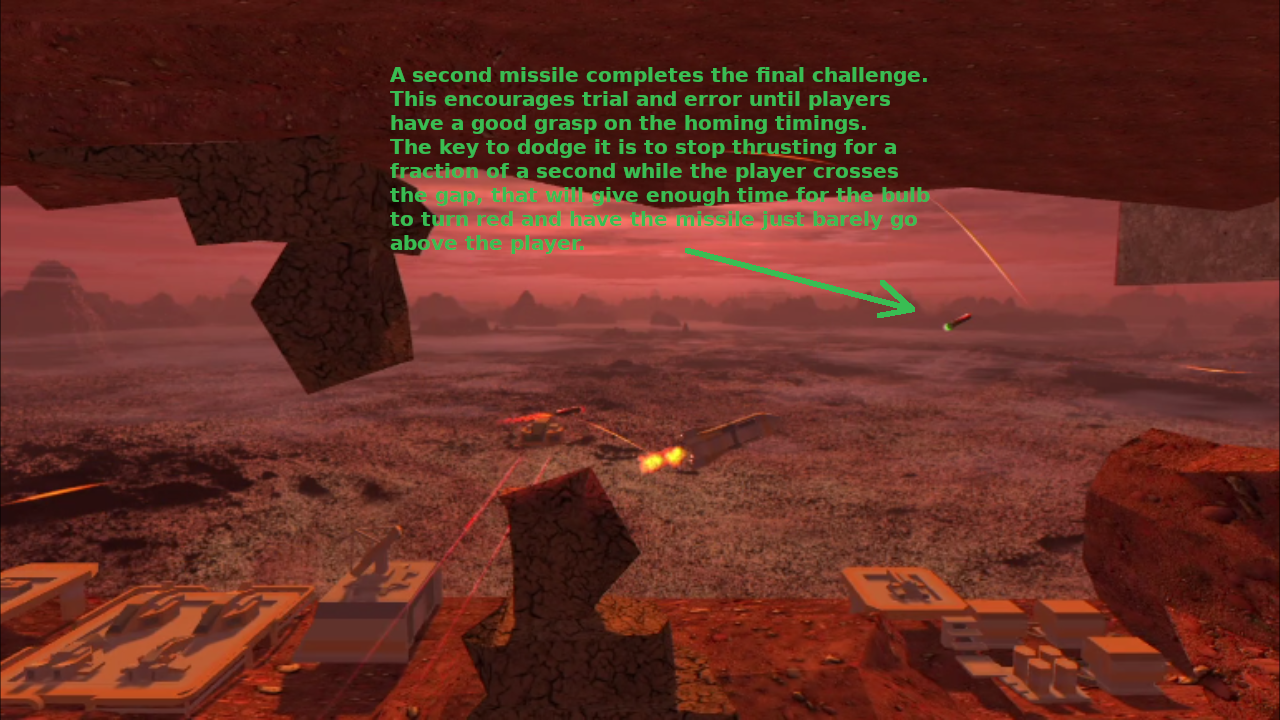 A second missile completes the final challenge.
This encourages trial and error until players
have a good grasp on the homing timings.
The key to dodge it is to stop thrusting for a
fraction of a second while the player crosses
the gap, that will give enough time for the bulb
to turn red and have the missile just barely go
above the player.